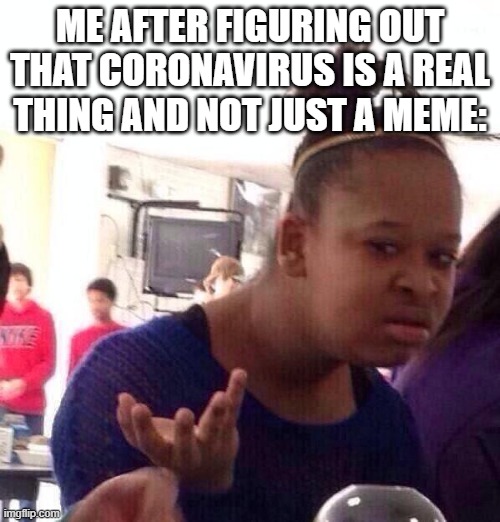 ME AFTER FIGURING OUT
THAT CORONAVIRUS IS A REAL
THING AND NOT JUST A MEME:
NIKE
imgflip.com